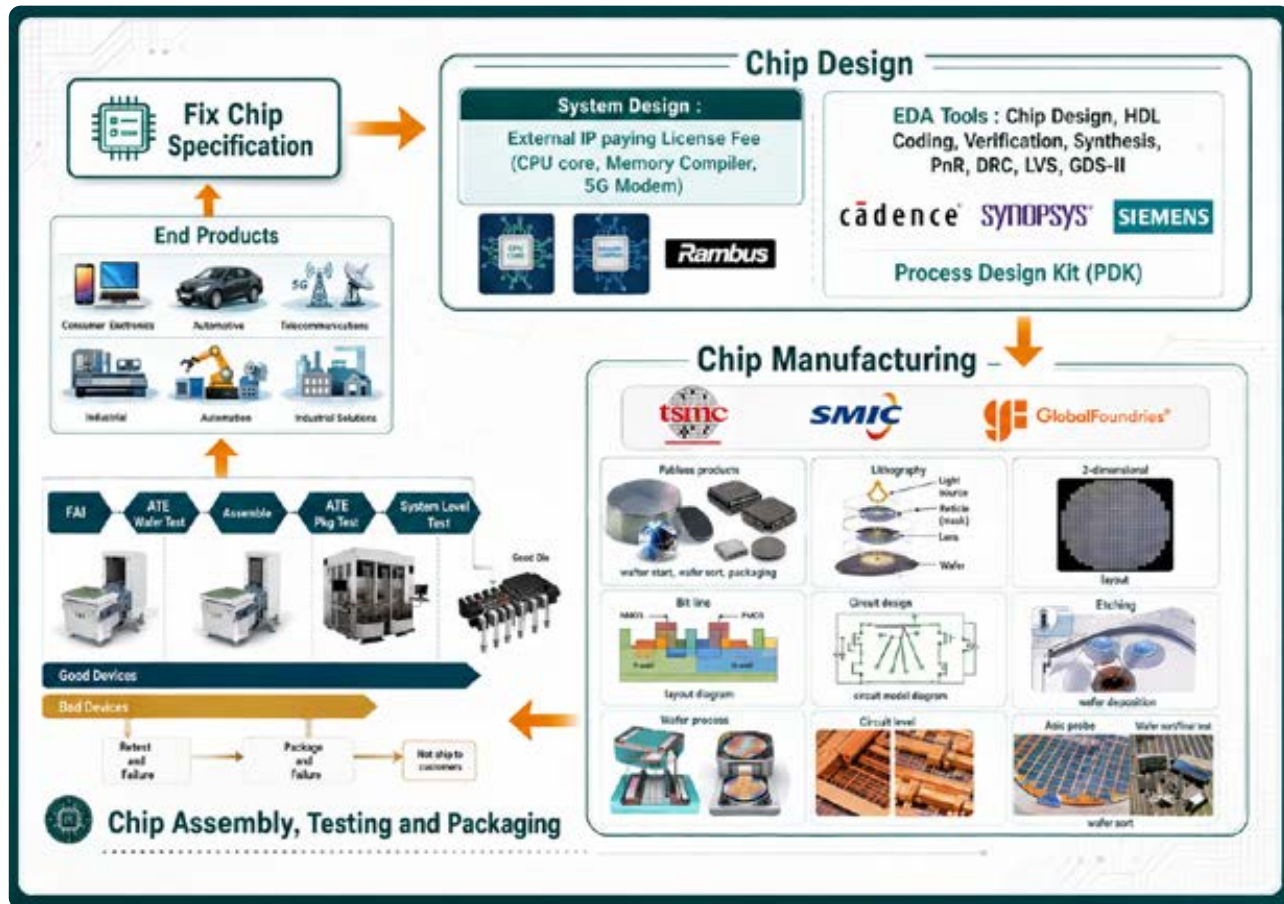 Fix Chip
Specification
Chip Design
System Design :
External IP paying License Fee
(CPU core, Memory Compiler,
5G Modem)
CPU
CORE
Rambus
EDA Tools : Chip Design, HDL
Coding, Verification, Synthesis,
PnR, DRC, LVS, GDS-II
cādence
SYNOPSYS
SIEMENS
Process Design Kit (PDK)
End Products
5G
Consumer Electronics
Automotive
Telecommunications
Industrial
Automation
Industrial Solutions
Chip Manufacturing
tsmc
SMIC
GlobalFoundries
Fabless products
wafer start, wafer sort, packaging
Lithography
Light
source
Reticle
(mask)
Lens
Wafer
2-dimensional
layout
Bit line
NMOS
PMOS
layout diagram
Circuit design
circuit model diagram
Etching
wafer deposition
Wafer process
Circuit level
Asic probe
Wafer sort/final test
wafer sort
FAI
ATE
Wafer Test
Assemble
ATE
Pkg Test
System Level
Test
Good Die
Good Devices
Bad Devices
Retest
and
Failure
Package
and
Failure
Not ship to
customers
Chip Assembly, Testing and Packaging